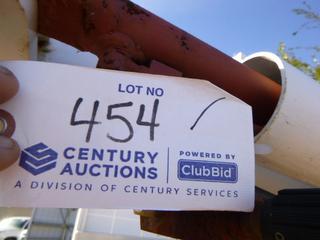 LOT NO
454 /
CENTURY AUCTIONS
POWERED BY
ClubBid
A DIVISION OF CENTURY SERVICES